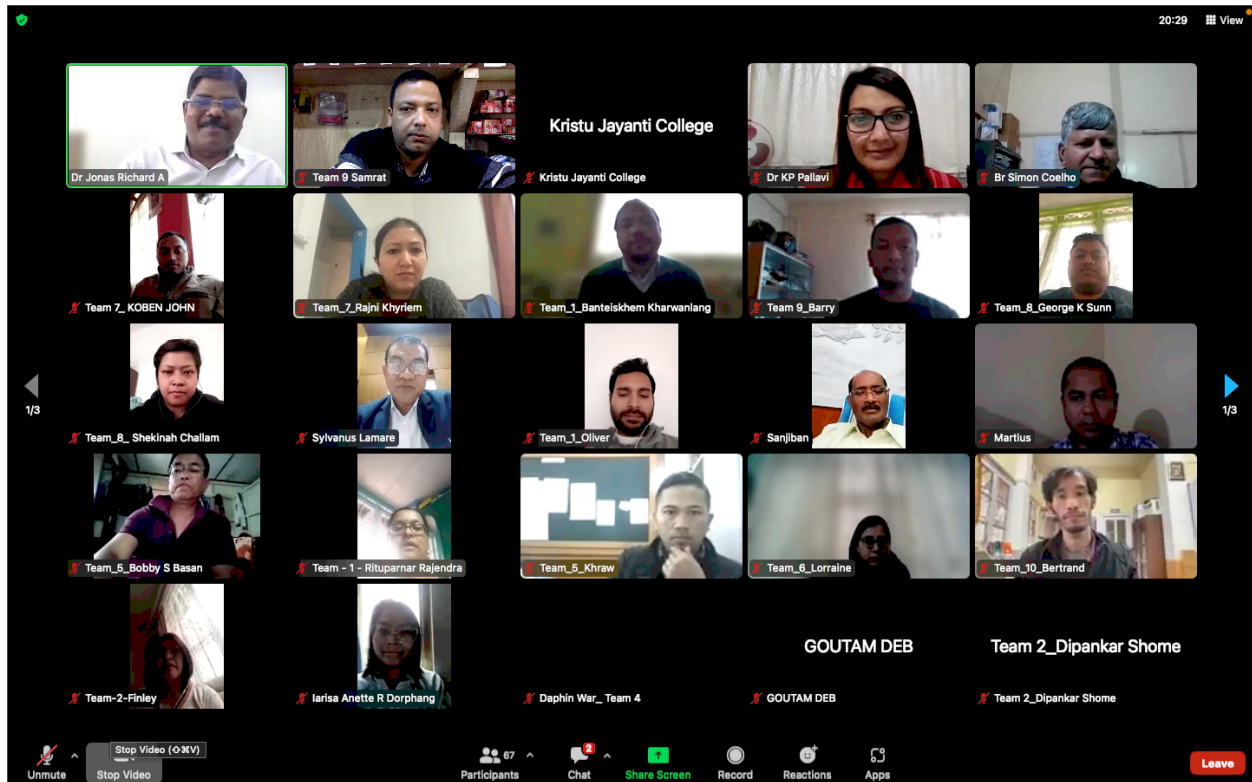 20:29 View
Dr Jonas Richard A
Team 9 Samrat
Kristu Jayanti College
Kristu Jayanti College
Dr KP Pallavi
Br Simon Coelho
Team 7_ KOBEN JOHN
Team_7_Rajni Khyriem
Team_1_Banteiskhem Kharwanlang
Team 9_Barry
Team_8_George K Sunn
1/3
1/3
Team_8_ Shekinah Challam
Sylvanus Lamare
Team_1_Oliver
Sanjiban
Martius
Team_5_Bobby S Basan
Team - 1 - Rituparnar Rajendra
Team_5_Khraw
Team_6_Lorraine
Team_10_Bertrand
GOUTAM DEB
Team 2_Dipankar Shome
Team-2-Finley
Iarisa Anette R Dorphang
Daphin War_ Team 4
GOUTAM DEB
Team 2_Dipankar Shome
Stop Video (⇧⌘V)
67
2
Unmute
Stop Video
Participants
Chat
Share Screen
Record
Reactions
Apps
Leave